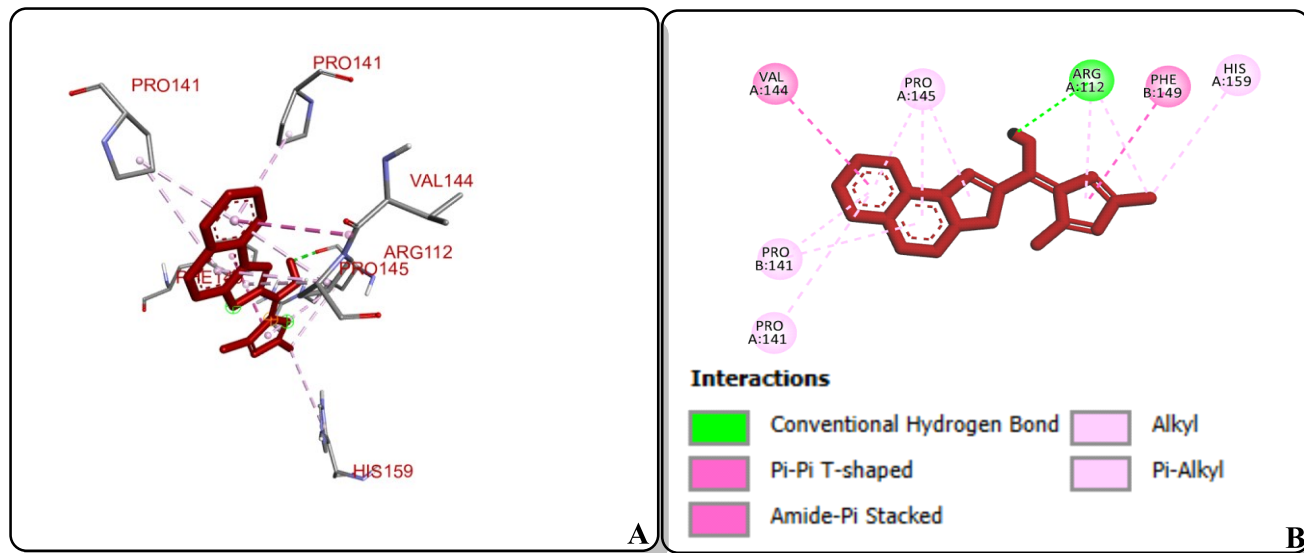 PRO141
PRO141
VAL144
ARG112
PRO145
HIS159
A
VAL
A:144
PRO
A:145
ARG
A:112
PHE
B:149
HIS
A:159
PRO
B:141
PRO
A:141
Interactions
Conventional Hydrogen Bond
Alkyl
Pi-Pi T-shaped
Pi-Alkyl
Amide-Pi Stacked
B